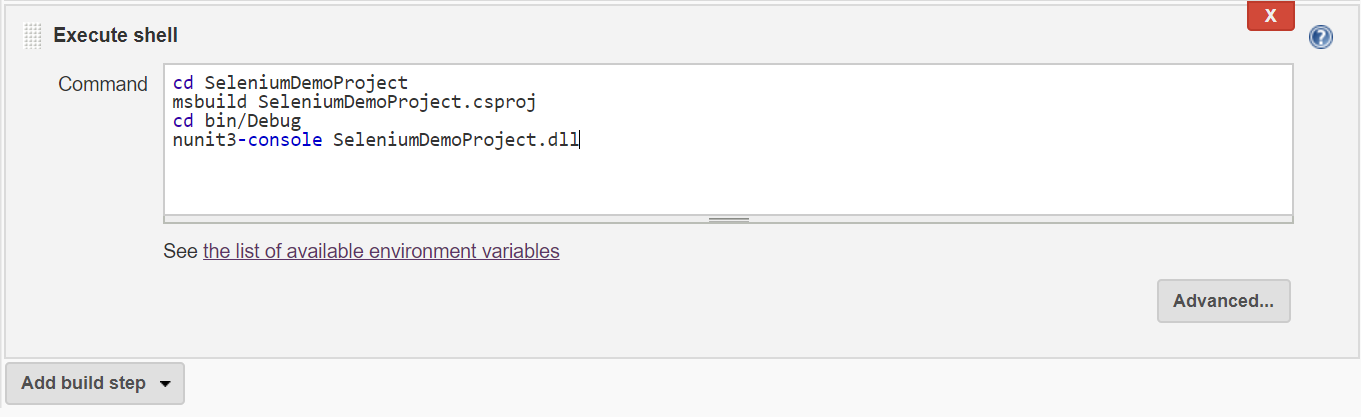 X
Execute shell
?
Command
cd SeleniumDemoProject
msbuild SeleniumDemoProject.csproj
cd bin/Debug
nunit3-console SeleniumDemoProject.dll
See the list of available environment variables
Advanced...
Add build step